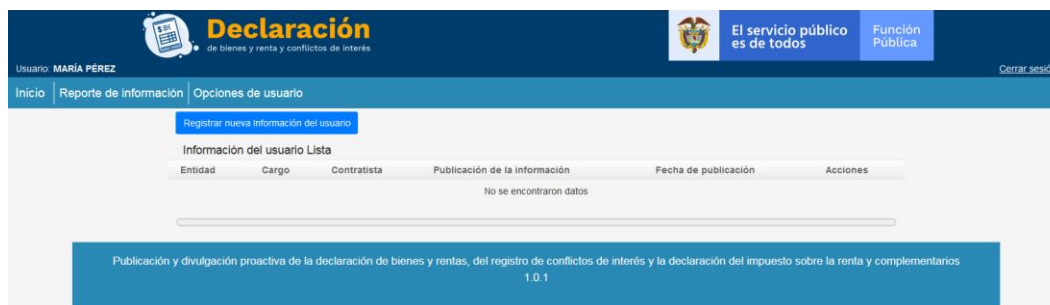 Declaración
de bienes y renta y conflictos de interés
El servicio público
es de todos
Función
Pública
Usuario: MARÍA PÉREZ
Cerrar sesió
Inicio Reporte de información Opciones de usuario
Registrar nueva Información del usuario
Información del usuario Lista
Entidad Cargo Contratista Publicación de la información Fecha de publicación Acciones
No se encontraron datos
Publicación y divulgación proactiva de la declaración de bienes y rentas, del registro de conflictos de interés y la declaración del impuesto sobre la renta y complementarios
1.0.1